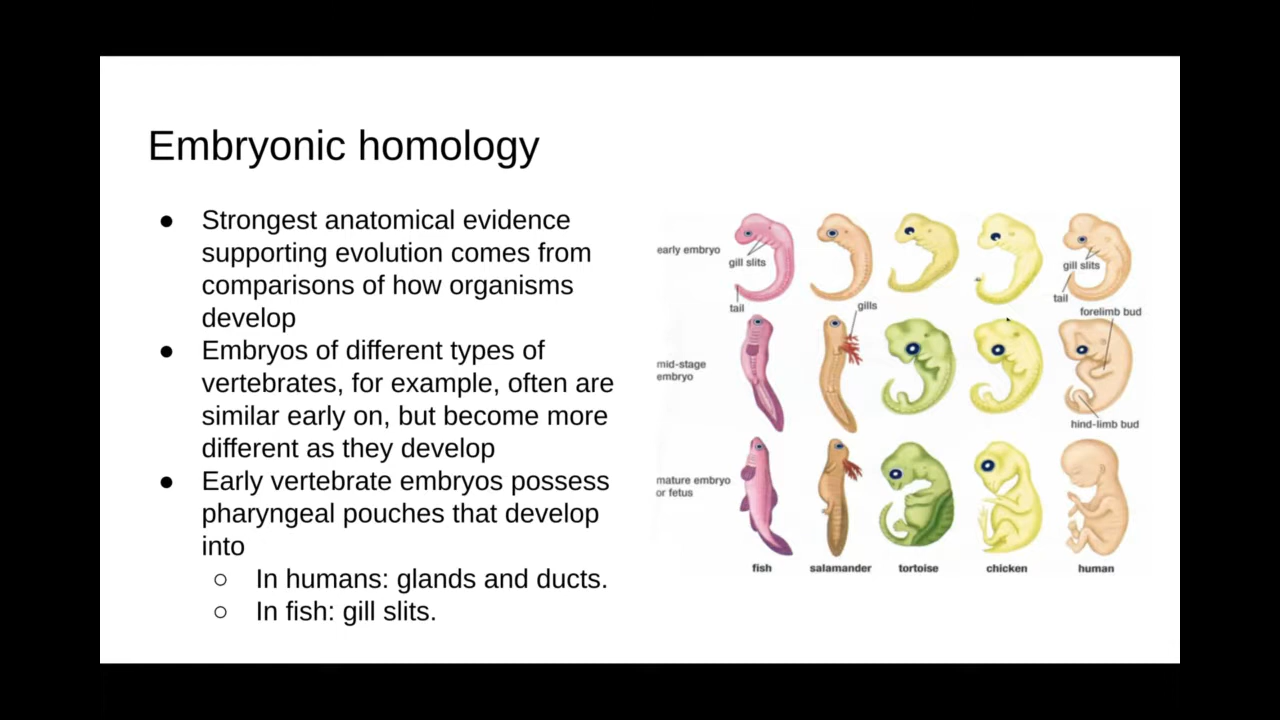 Embryonic homology
● Strongest anatomical evidence
supporting evolution comes from
comparisons of how organisms
develop
● Embryos of different types of
vertebrates, for example, often are
similar early on, but become more
different as they develop
● Early vertebrate embryos possess
pharyngeal pouches that develop
into
○ In humans: glands and ducts.
○ In fish: gill slits.
early embryo
gill slits
tail
gills
gill slits
tail
forelimb bud
mid-stage
embryo
hind-limb bud
mature embryo
or fetus
fish salamander tortoise chicken human